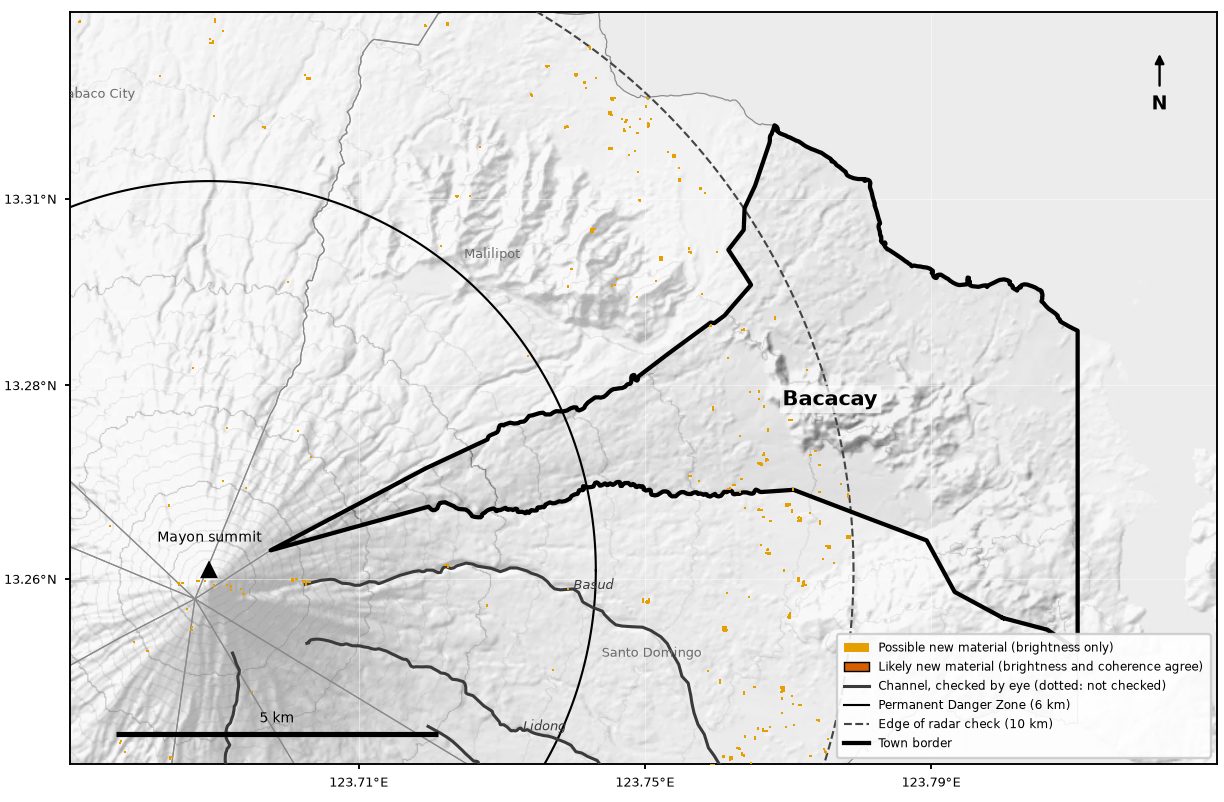 N
abaco City
13.31°N
Malilipot
13.28°N
Bacacay
Mayon summit
13.26°N
Basud
Santo Domingo
Possible new material (brightness only)
Likely new material (brightness and coherence agree)
Channel, checked by eye (dotted: not checked)
Permanent Danger Zone (6 km)
Edge of radar check (10 km)
Town border
5 km
Lidong
123.71°E
123.75°E
123.79°E